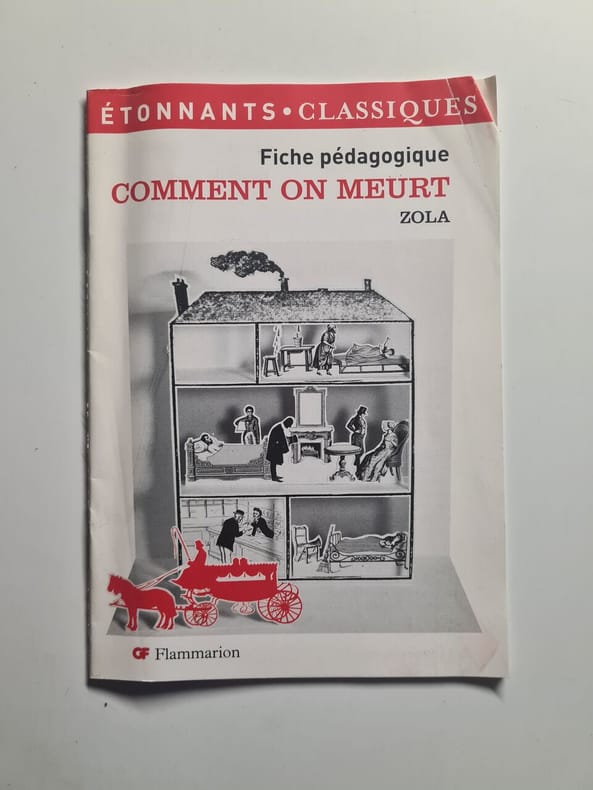 ÉTONNANTS • CLASSIQUES
Fiche pédagogique
COMMENT ON MEURT
ZOLA
GF Flammarion